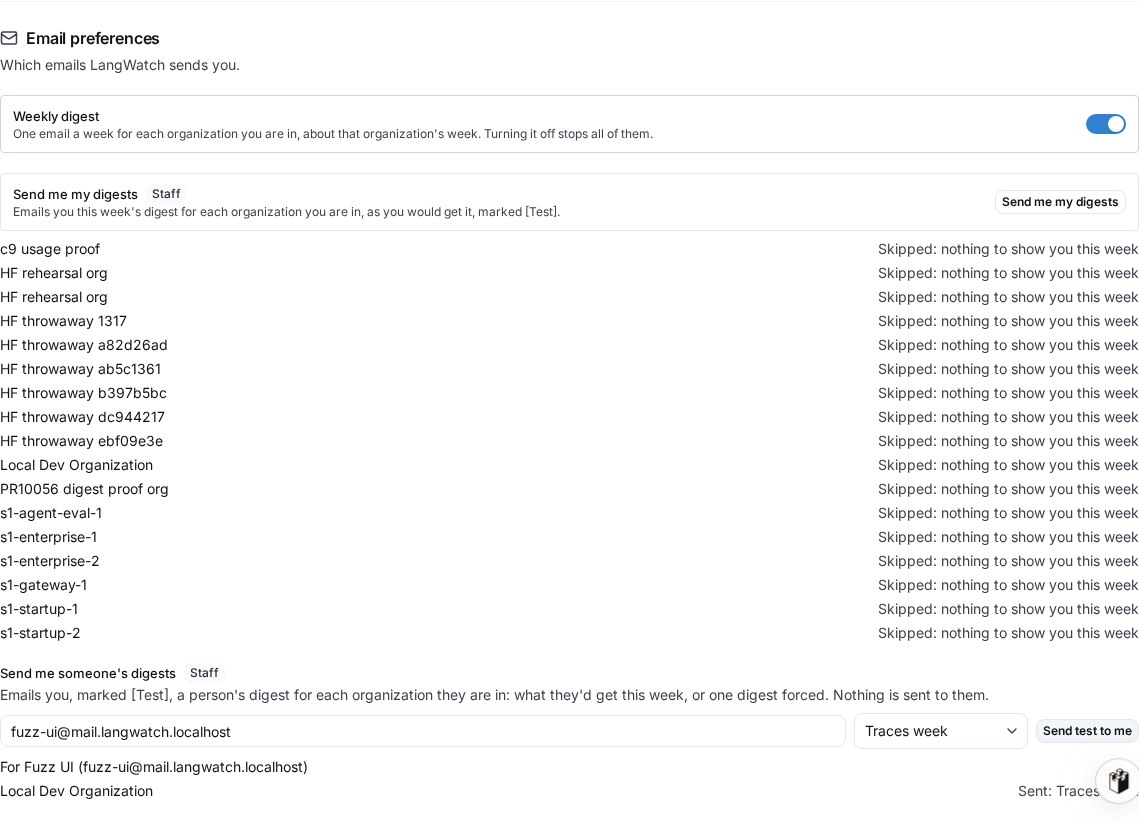 Email preferences
Which emails LangWatch sends you.
Weekly digest
One email a week for each organization you are in, about that organization's week. Turning it off stops all of them.
Send me my digests Staff
Emails you this week's digest for each organization you are in, as you would get it, marked [Test].
Send me my digests
c9 usage proof Skipped: nothing to show you this week
HF rehearsal org Skipped: nothing to show you this week
HF rehearsal org Skipped: nothing to show you this week
HF throwaway 1317 Skipped: nothing to show you this week
HF throwaway a82d26ad Skipped: nothing to show you this week
HF throwaway ab5c1361 Skipped: nothing to show you this week
HF throwaway b397b5bc Skipped: nothing to show you this week
HF throwaway dc944217 Skipped: nothing to show you this week
HF throwaway ebf09e3e Skipped: nothing to show you this week
Local Dev Organization Skipped: nothing to show you this week
PR10056 digest proof org Skipped: nothing to show you this week
s1-agent-eval-1 Skipped: nothing to show you this week
s1-enterprise-1 Skipped: nothing to show you this week
s1-enterprise-2 Skipped: nothing to show you this week
s1-gateway-1 Skipped: nothing to show you this week
s1-startup-1 Skipped: nothing to show you this week
s1-startup-2 Skipped: nothing to show you this week
Send me someone's digests Staff
Emails you, marked [Test], a person's digest for each organization they are in: what they'd get this week, or one digest forced. Nothing is sent to them.
fuzz-ui@mail.langwatch.localhost Traces week Send test to me
For Fuzz UI (fuzz-ui@mail.langwatch.localhost)
Local Dev Organization Sent: Traces